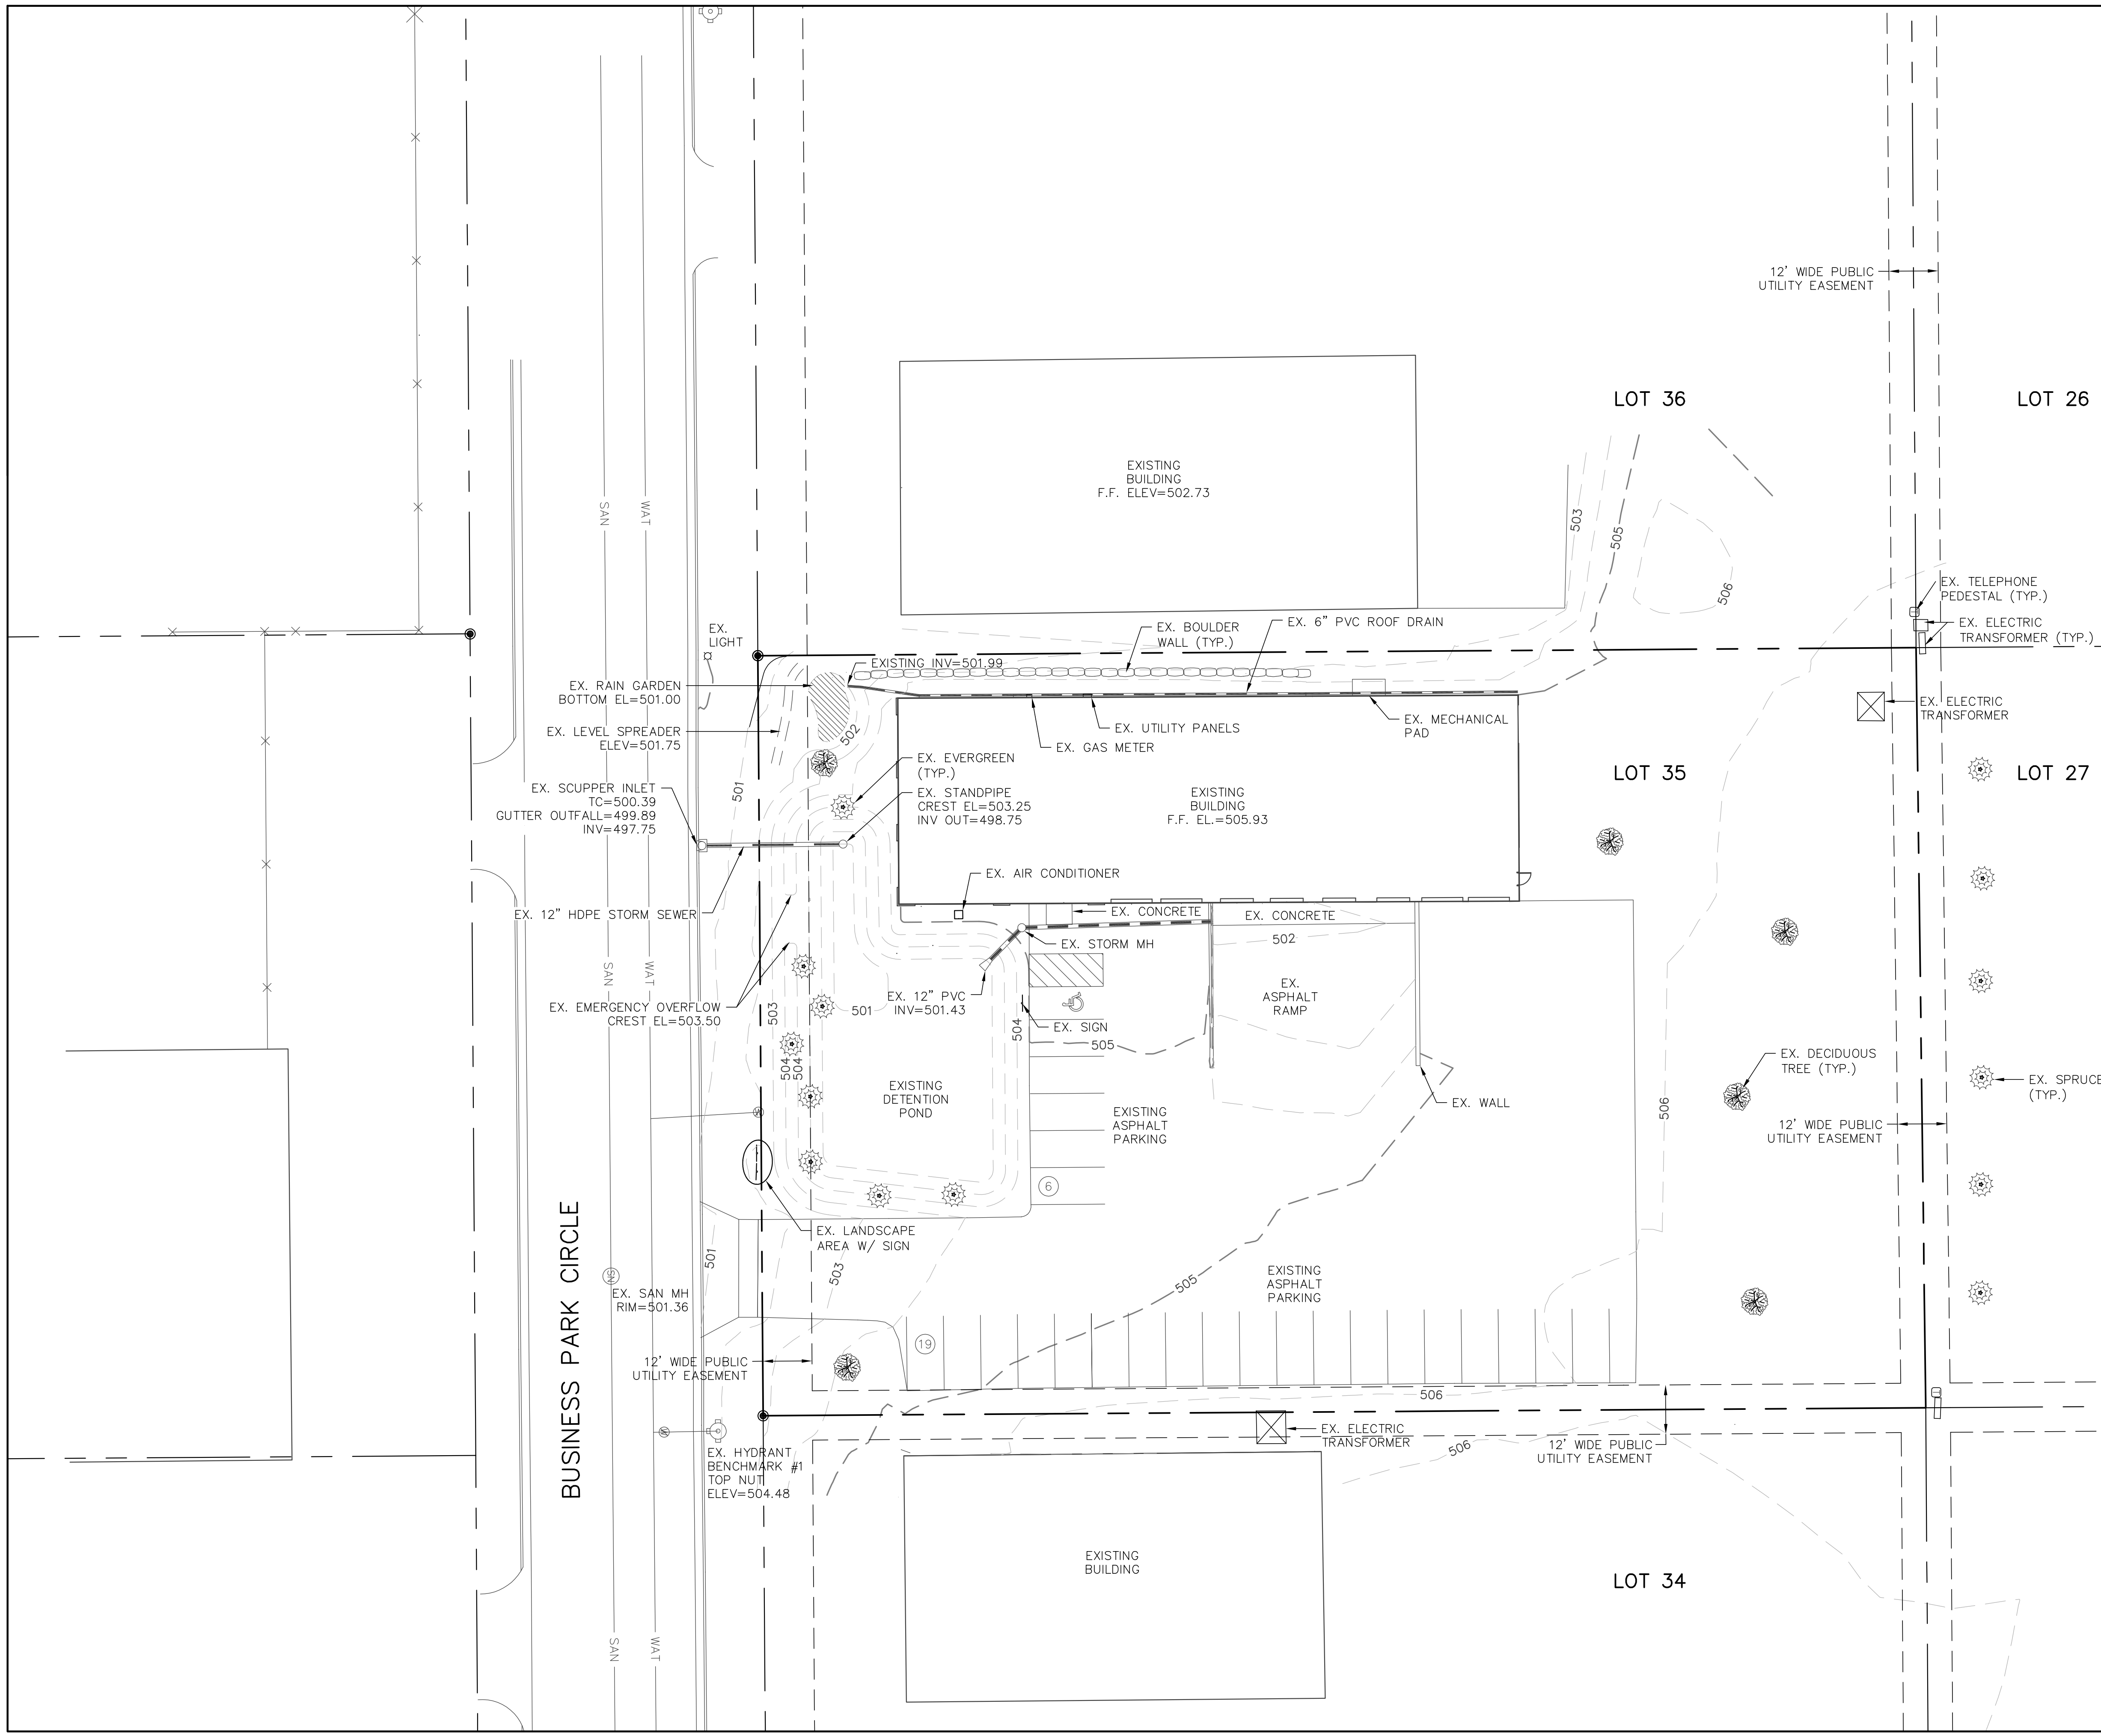 12' WIDE PUBLIC
UTILITY EASEMENT
LOT 36
LOT 26
EXISTING
BUILDING
F.F. ELEV=502.73
SAN
WAT
503
505
506
EX. TELEPHONE
PEDESTAL (TYP.)
EX. ELECTRIC
TRANSFORMER (TYP.)
EX.
LIGHT
EX. BOULDER
WALL (TYP.)
EX. 6" PVC ROOF DRAIN
EXISTING INV=501.99
EX. RAIN GARDEN
BOTTOM EL=501.00
EX. LEVEL SPREADER
ELEV=501.75
502
EX. UTILITY PANELS
EX. GAS METER
EX. MECHANICAL
PAD
EX. ELECTRIC
TRANSFORMER
EX. EVERGREEN
(TYP.)
EX. STANDPIPE
CREST EL=503.25
INV OUT=498.75
EXISTING
BUILDING
F.F. EL.=505.93
LOT 35
LOT 27
501
EX. SCUPPER INLET
TC=500.39
GUTTER OUTFALL=499.89
INV=497.75
EX. AIR CONDITIONER
EX. 12" HDPE STORM SEWER
EX. CONCRETE
EX. CONCRETE
EX. STORM MH
502
SAN
WAT
EX. 12" PVC
INV=501.43
EX.
ASPHALT
RAMP
EX. EMERGENCY OVERFLOW
CREST EL=503.50
503
501
504
EX. SIGN
505
504
504
EXISTING
DETENTION
POND
EX. DECIDUOUS
TREE (TYP.)
EX. SPRUCE
(TYP.)
EX. WALL
506
EXISTING
ASPHALT
PARKING
12' WIDE PUBLIC
UTILITY EASEMENT
W
6
EX. LANDSCAPE
AREA W/ SIGN
501
503
BUSINESS PARK CIRCLE
SN
EX. SAN MH
RIM=501.36
505
EXISTING
ASPHALT
PARKING
19
12' WIDE PUBLIC
UTILITY EASEMENT
506
W
EX. HYDRANT
BENCHMARK #1
TOP NUT
ELEV=504.48
EX. ELECTRIC
TRANSFORMER
506
12' WIDE PUBLIC
UTILITY EASEMENT
EXISTING
BUILDING
LOT 34
SAN
WAT